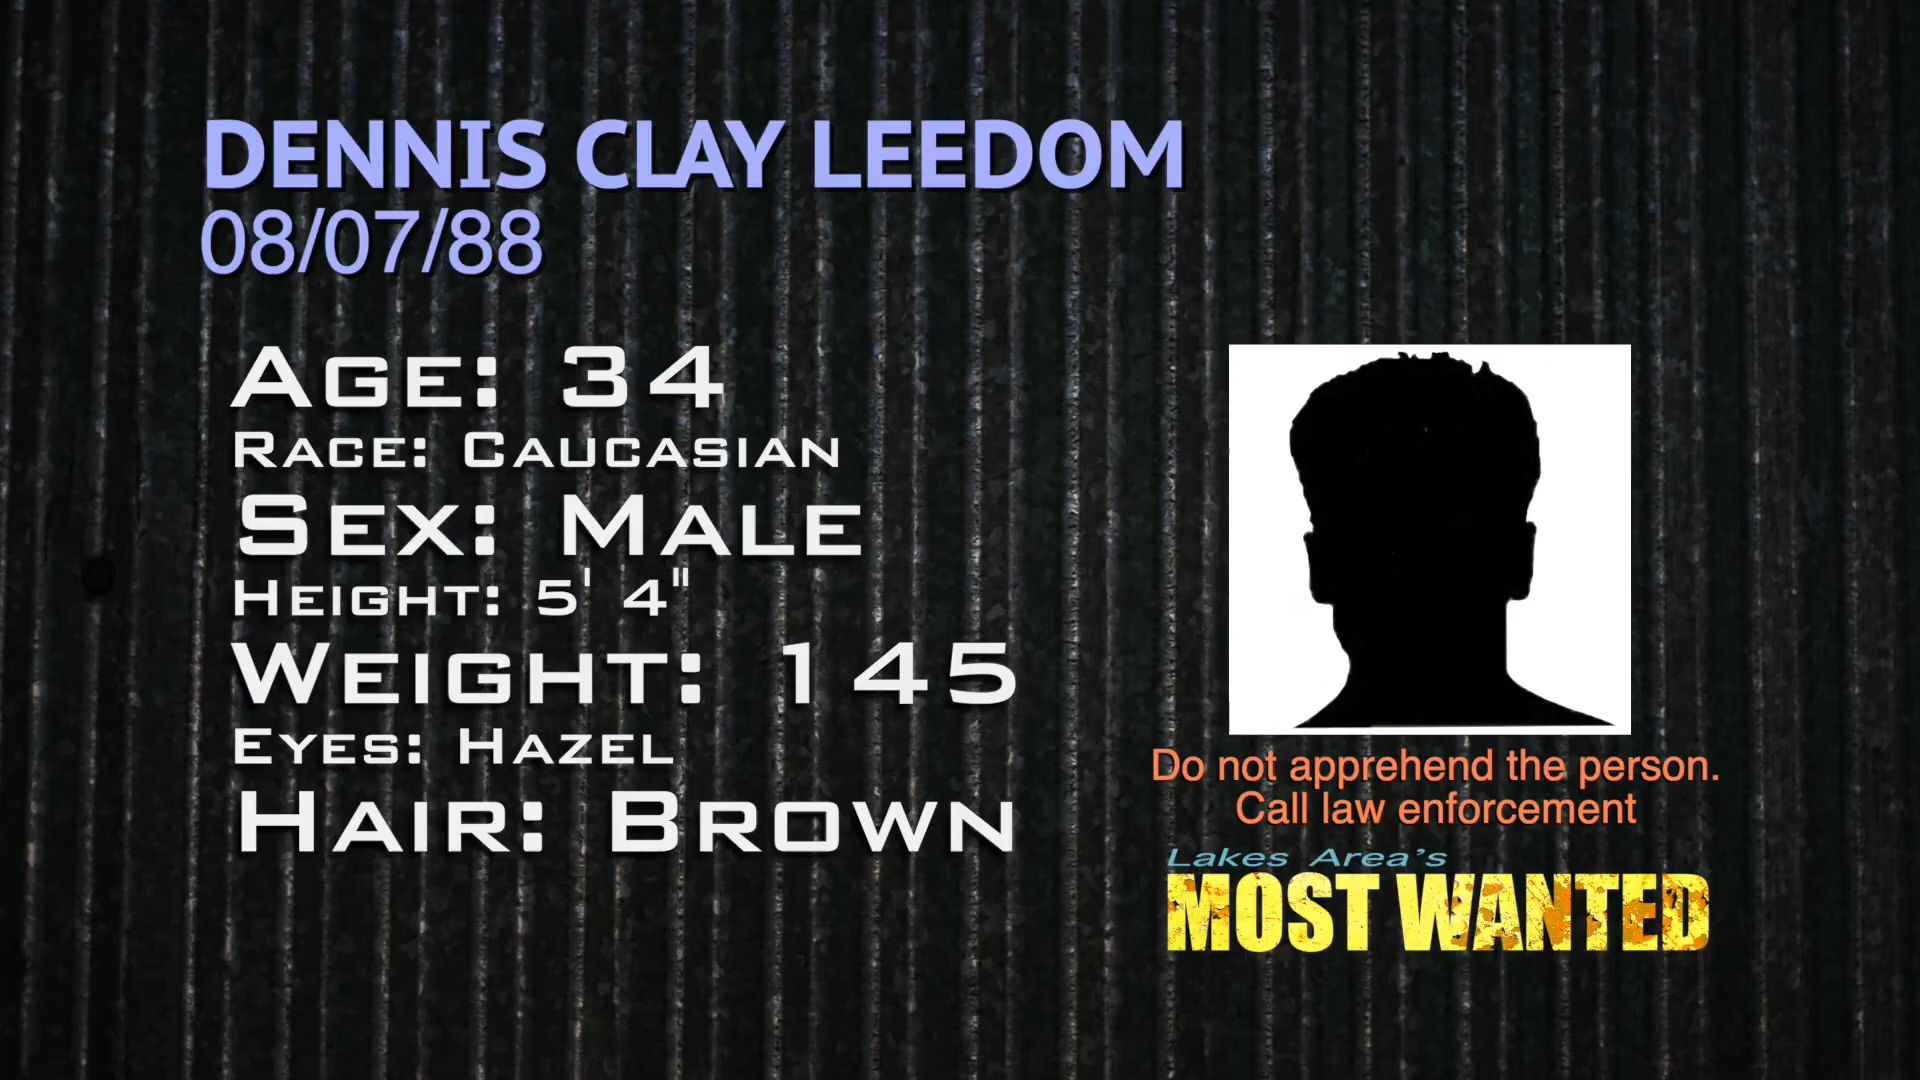 DENNIS CLAY LEEDOM
08/07/88
AGE: 34
RACE: CAUCASIAN
SEX: MALE
HEIGHT: 5' 4"
WEIGHT: 145
EYES: HAZEL
HAIR: BROWN
Do not apprehend the person.
Call law enforcement
Lakes Area's
MOST WANTED